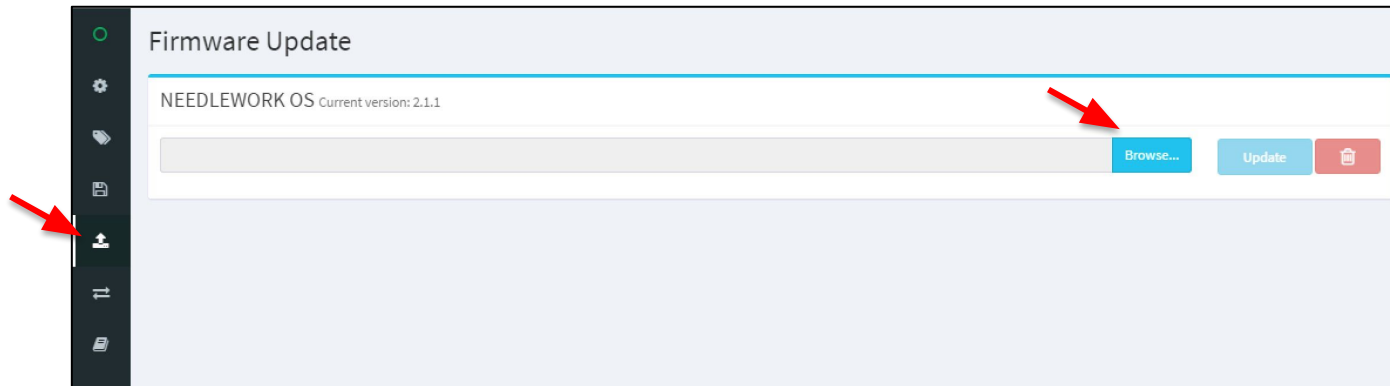 Firmware Update
NEEDLEWORK OS Current version: 2.1.1
Browse... Update